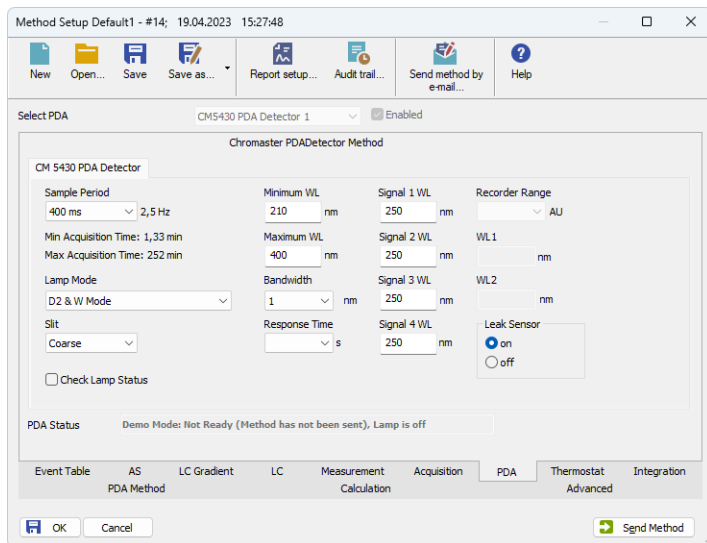 Method Setup Default1 - #14; 19.04.2023 15:27:48
New Open... Save Save as... Report setup... Audit trail... Send method by e-mail... Help
Select PDA CM5430 PDA Detector 1 Enabled
Chromaster PDADetector Method
CM 5430 PDA Detector
Sample Period Minimum WL Signal 1 WL Recorder Range
400 ms 2,5 Hz 210 nm 250 nm AU
Min Acquisition Time: 1,33 min Maximum WL Signal 2 WL WL1
Max Acquisition Time: 252 min 400 nm 250 nm nm
Lamp Mode Bandwidth Signal 3 WL WL2
D2 & W Mode 1 nm 250 nm nm
Slit Response Time Signal 4 WL Leak Sensor
Coarse s 250 nm on
off
Check Lamp Status
PDA Status Demo Mode: Not Ready (Method has not been sent), Lamp is off
Event Table AS LC Gradient LC Measurement Acquisition PDA Thermostat Integration
PDA Method Calculation Advanced
OK Cancel Send Method